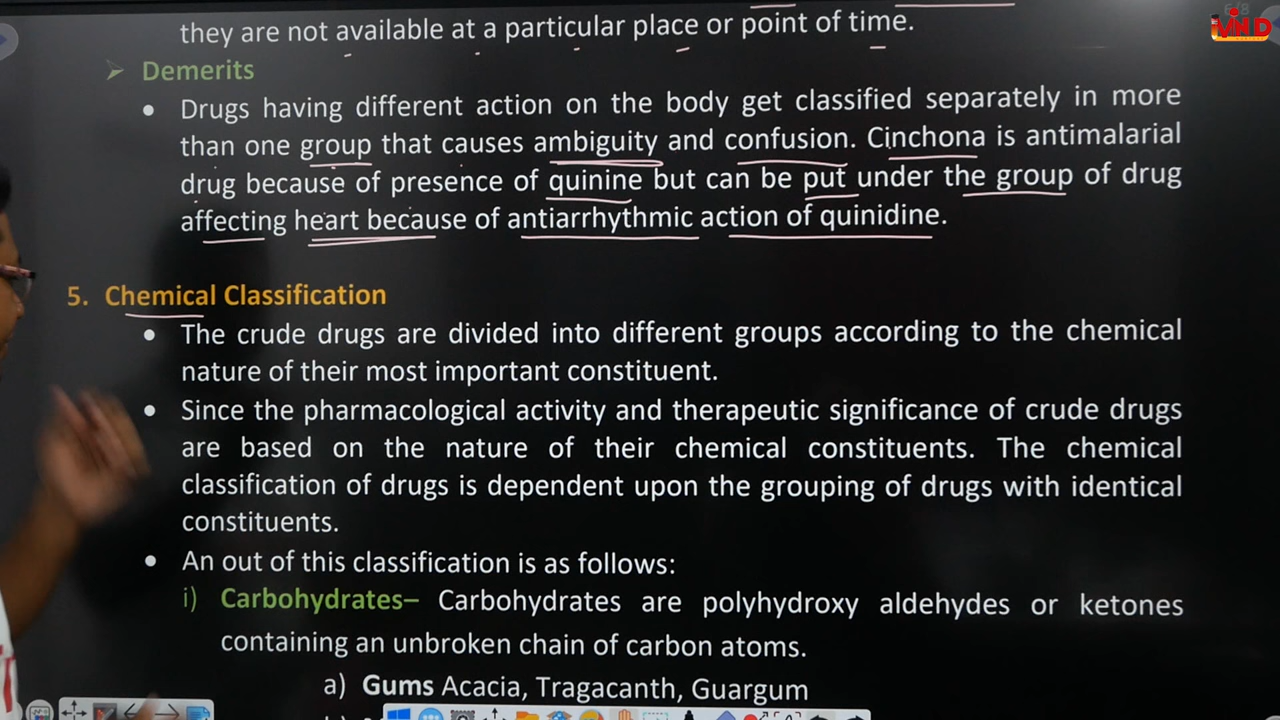 6/8
they are not available at a particular place or point of time.
IVIND
➤ Demerits
• Drugs having different action on the body get classified separately in more
than one group that causes ambiguity and confusion. Cinchona is antimalarial
drug because of presence of quinine but can be put under the group of drug
affecting heart because of antiarrhythmic action of quinidine.
5. Chemical Classification
• The crude drugs are divided into different groups according to the chemical
nature of their most important constituent.
• Since the pharmacological activity and therapeutic significance of crude drugs
are based on the nature of their chemical constituents. The chemical
classification of drugs is dependent upon the grouping of drugs with identical
constituents.
• An out of this classification is as follows:
i) Carbohydrates– Carbohydrates are polyhydroxy aldehydes or ketones
containing an unbroken chain of carbon atoms.
a) Gums Acacia, Tragacanth, Guargum